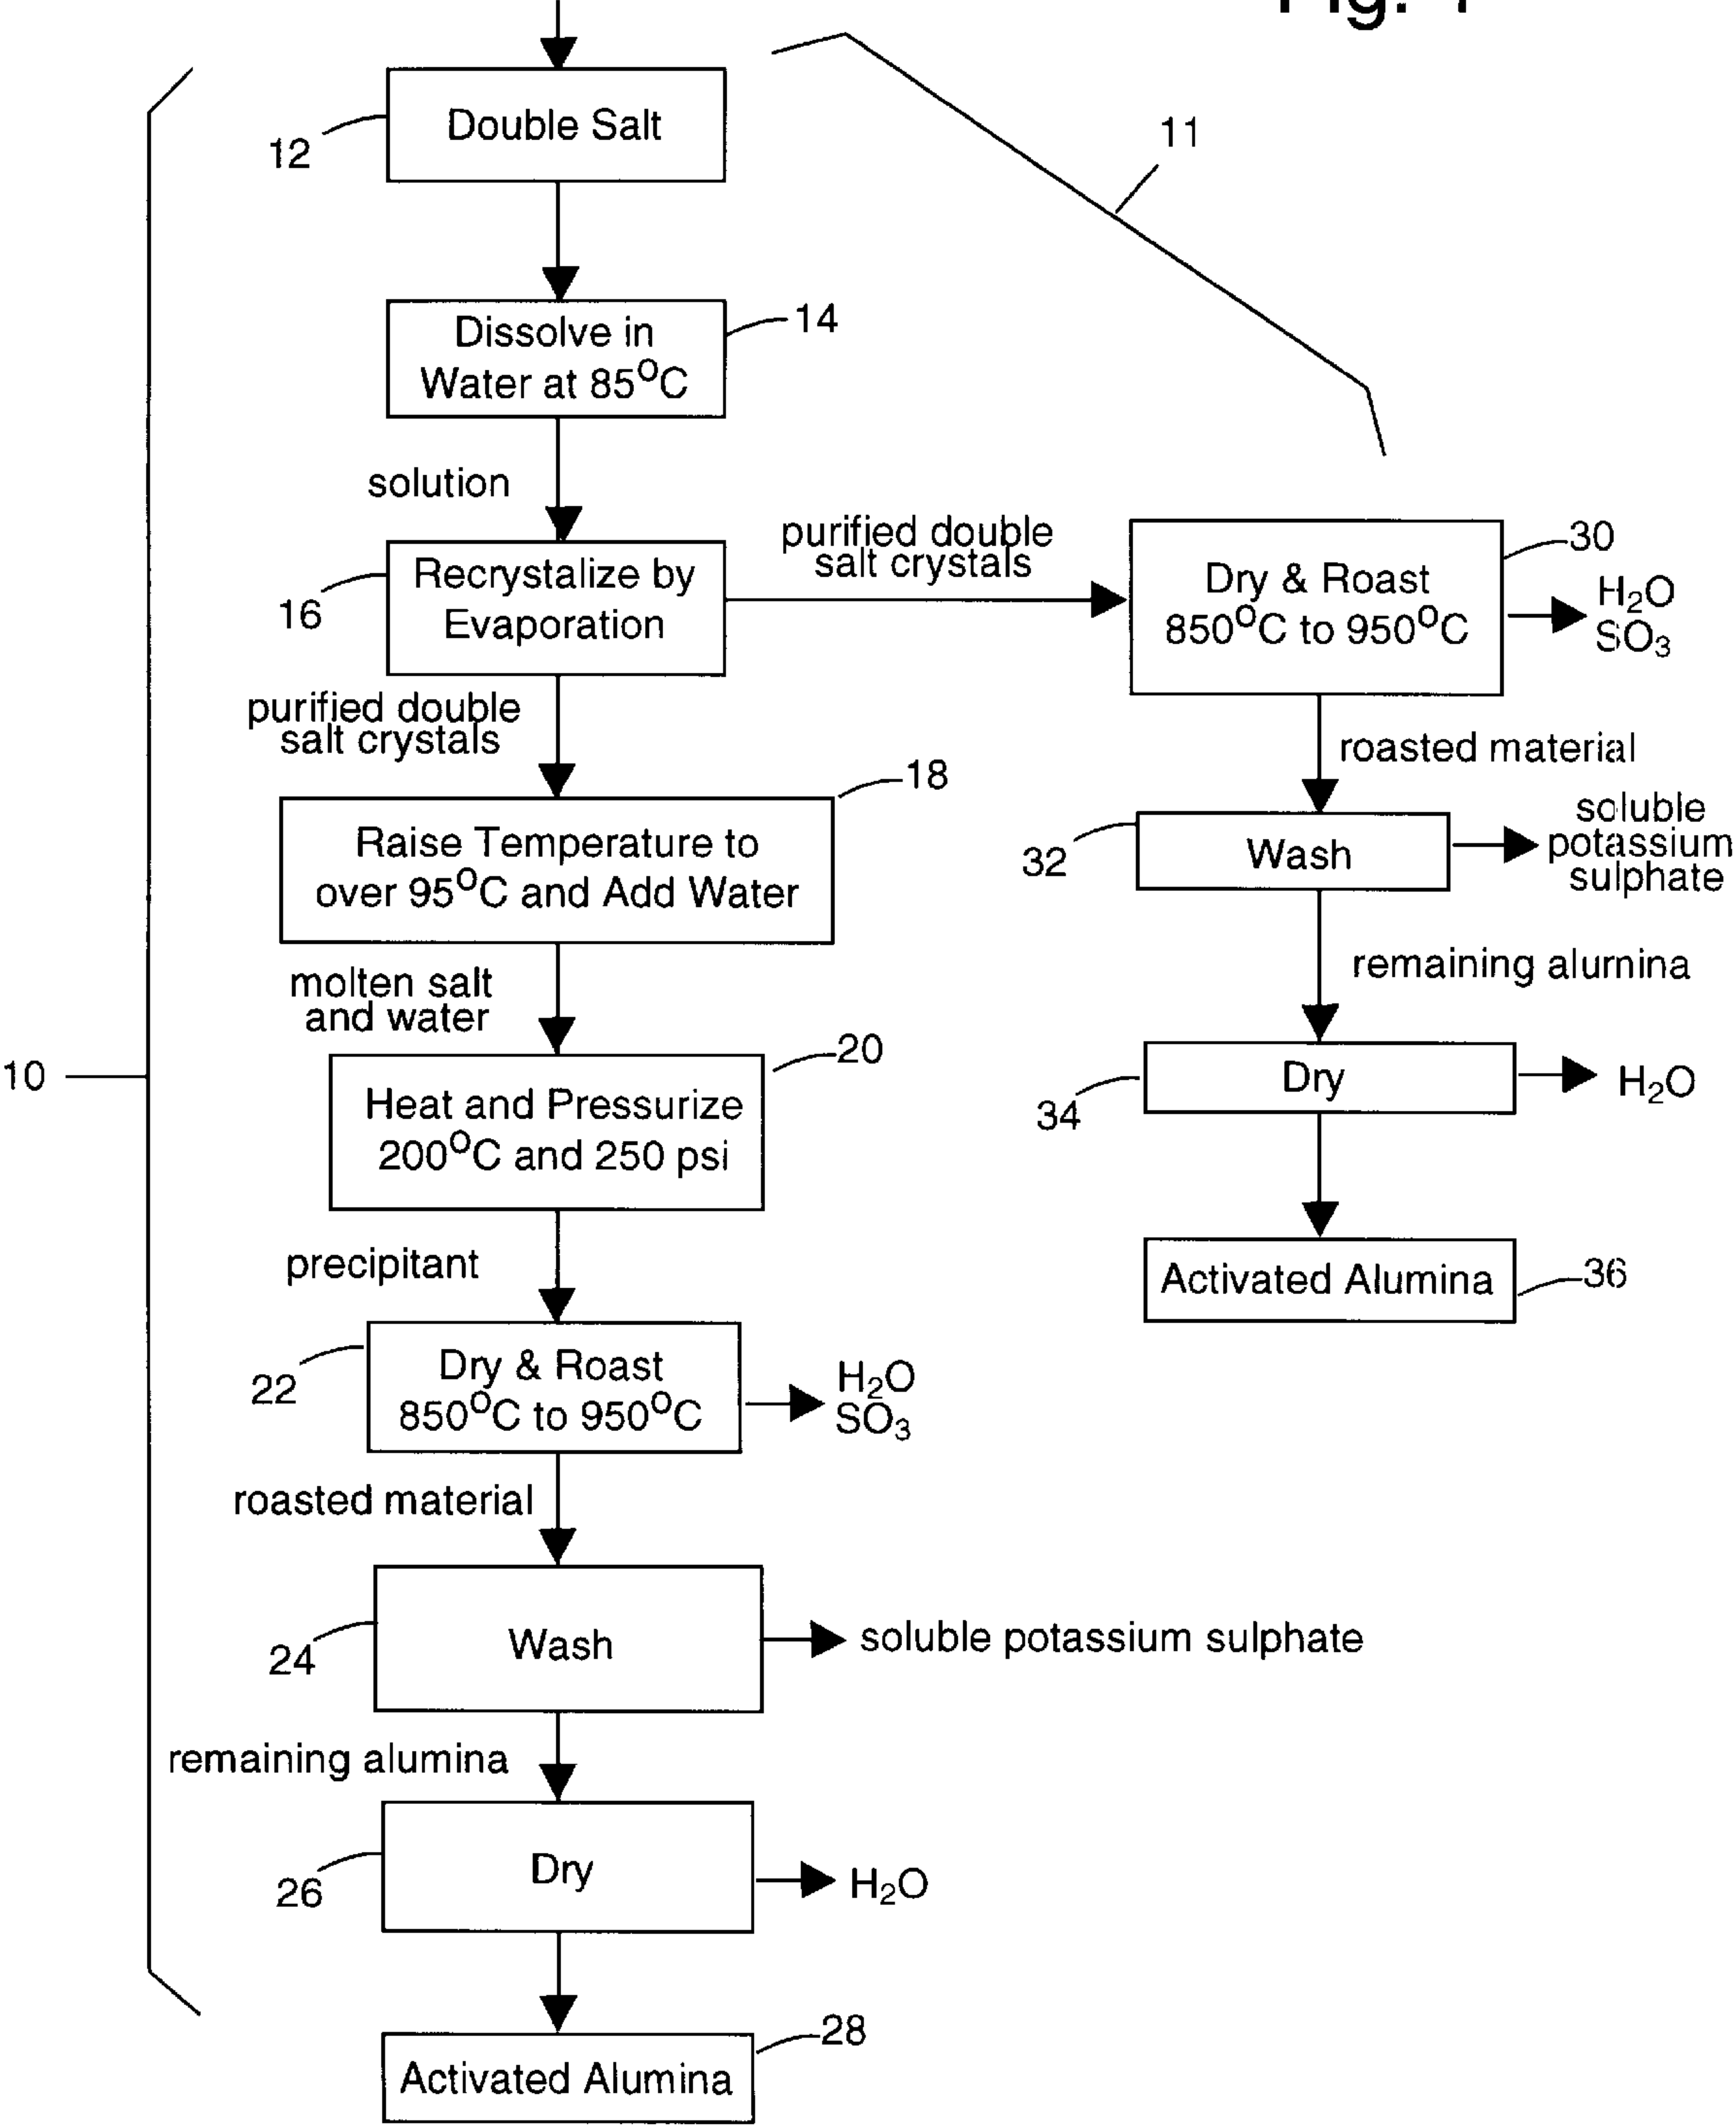 Fig. 1
Double Salt
12
11
Dissolve in
Water at 85°C
14
solution
Recrystalize by
Evaporation
16
purified double
salt crystals
Dry & Roast
850°C to 950°C
30
H₂O
SO₃
purified double
salt crystals
roasted material
18
Raise Temperature to
over 95°C and Add Water
32
Wash
soluble
potassium
sulphate
molten salt
and water
remaining alumina
10
20
Heat and Pressurize
200°C and 250 psi
34
Dry
H₂O
precipitant
Activated Alumina
36
22
Dry & Roast
850°C to 950°C
H₂O
SO₃
roasted material
24
Wash
soluble potassium sulphate
remaining alumina
26
Dry
H₂O
28
Activated Alumina